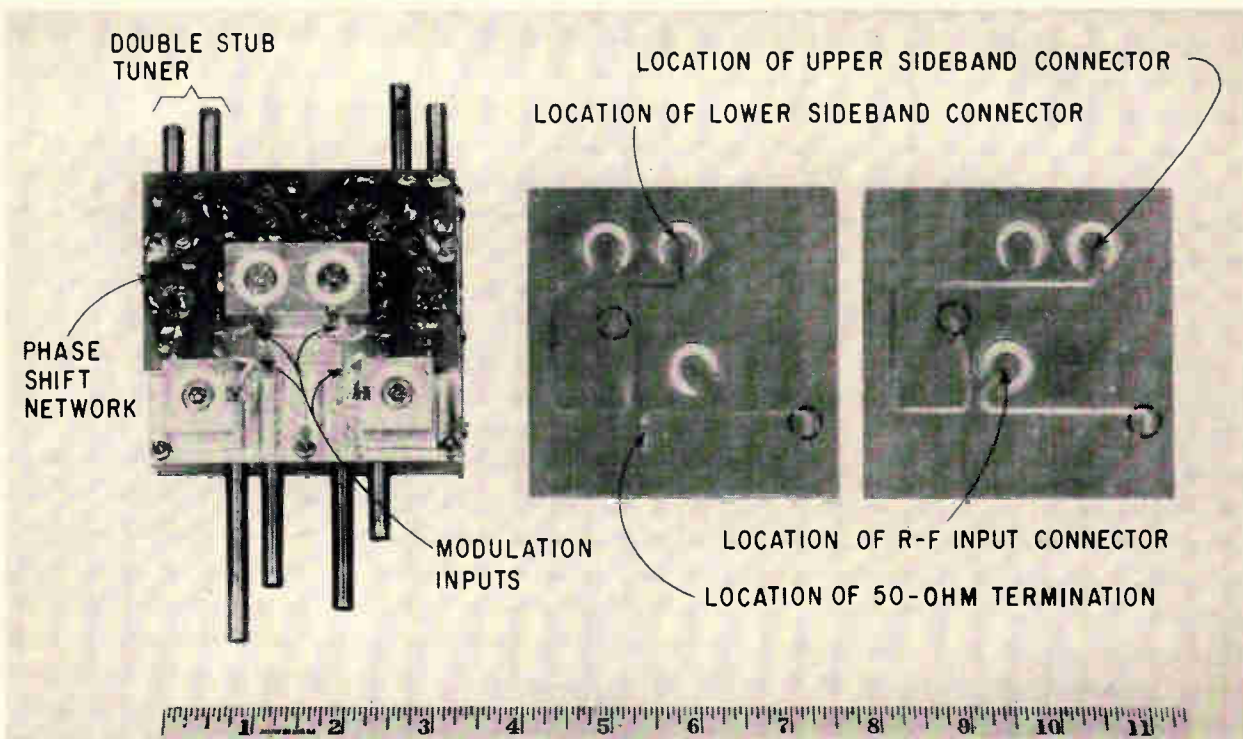 DOUBLE STUB
TUNER
LOCATION OF UPPER SIDEBAND CONNECTOR
LOCATION OF LOWER SIDEBAND CONNECTOR
PHASE
SHIFT
NETWORK
MODULATION
INPUTS
LOCATION OF R-F INPUT CONNECTOR
LOCATION OF 50-OHM TERMINATION
1 2 3 4 5 6 7 8 9 10 11